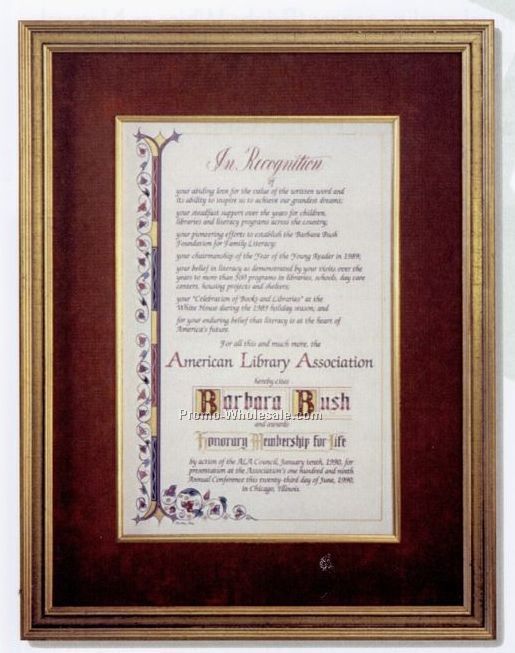 In Recognition
of
your abiding love for the value of the written word and
its ability to inspire us to achieve our grandest dreams;
your steadfast support over the years for children,
libraries and literacy programs across the country;
your pioneering efforts to establish the Barbara Bush
Foundation for Family Literacy;
your chairmanship of the Year of the Young Reader in 1989;
your belief in literacy as demonstrated by your visits over the
years to more than 500 programs in libraries, schools, day care
centers, housing projects and shelters;
your "Celebration of Books and Libraries" at the
White House during the 1989 holiday season; and
for your enduring belief that literacy is at the heart of
America's future.
For all this and much more, the
American Library Association
hereby cites
Barbara Bush
Promo-Wholesale.com
and awards
Honorary Membership for Life
by action of the ALA Council, January tenth, 1990, for
presentation at the Association's one hundred and ninth
Annual Conference this twenty-third day of June, 1990,
in Chicago, Illinois.